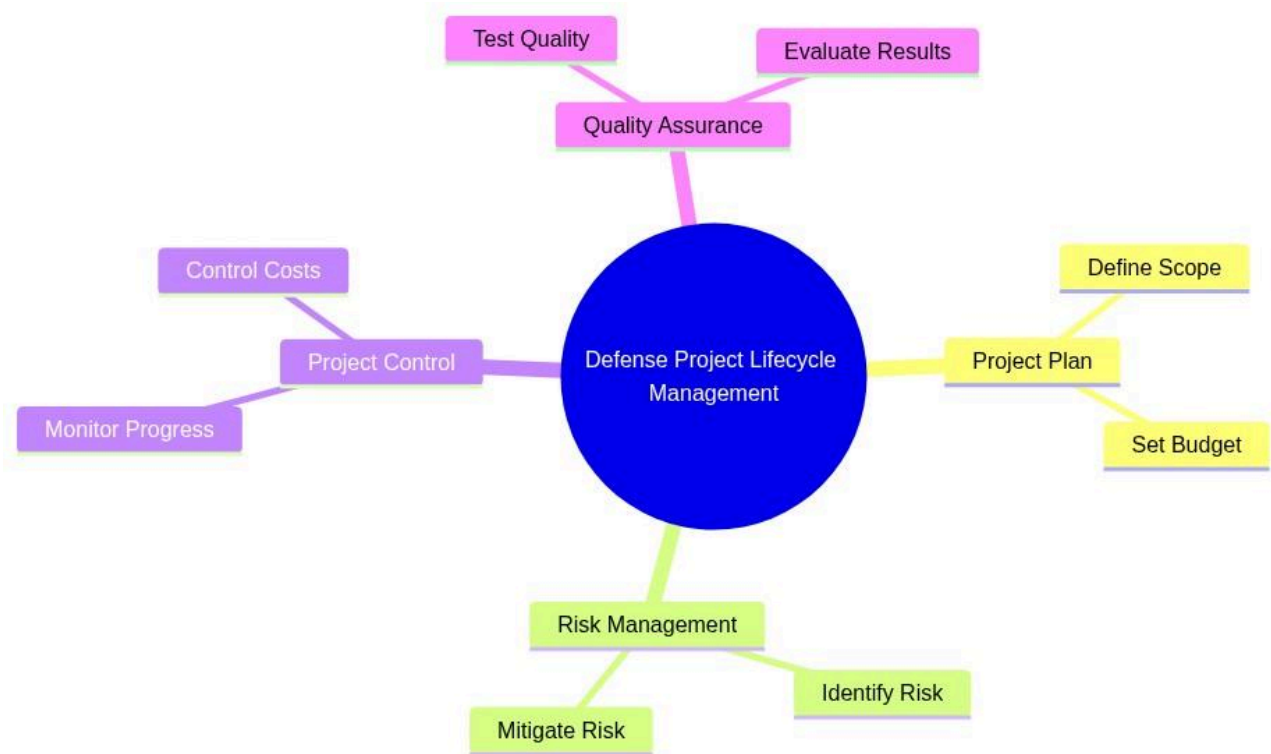 Test Quality
Evaluate Results
Quality Assurance
Control Costs
Define Scope
Project Control
Defense Project Lifecycle
Management
Project Plan
Monitor Progress
Set Budget
Risk Management
Identify Risk
Mitigate Risk